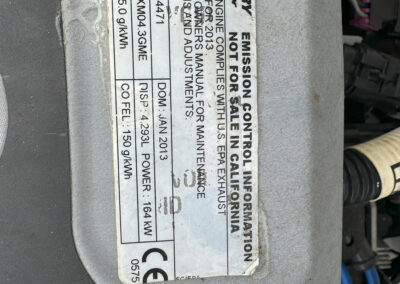 EMISSION CONTROL INFORMATION
NOT FOR SALE IN CALIFORNIA
ENGINE COMPLIES WITH U.S. EPA EXHAUST
FOR 2013.
OWNERS MANUAL FOR MAINTENANCE
AND ADJUSTMENTS.
4471
DOM : JAN 2013
KM04.3GME
DISP : 4.293L POWER : 164 kW
5.0 g/kWh
CO FEL : 150 g/kWh
CE
0575